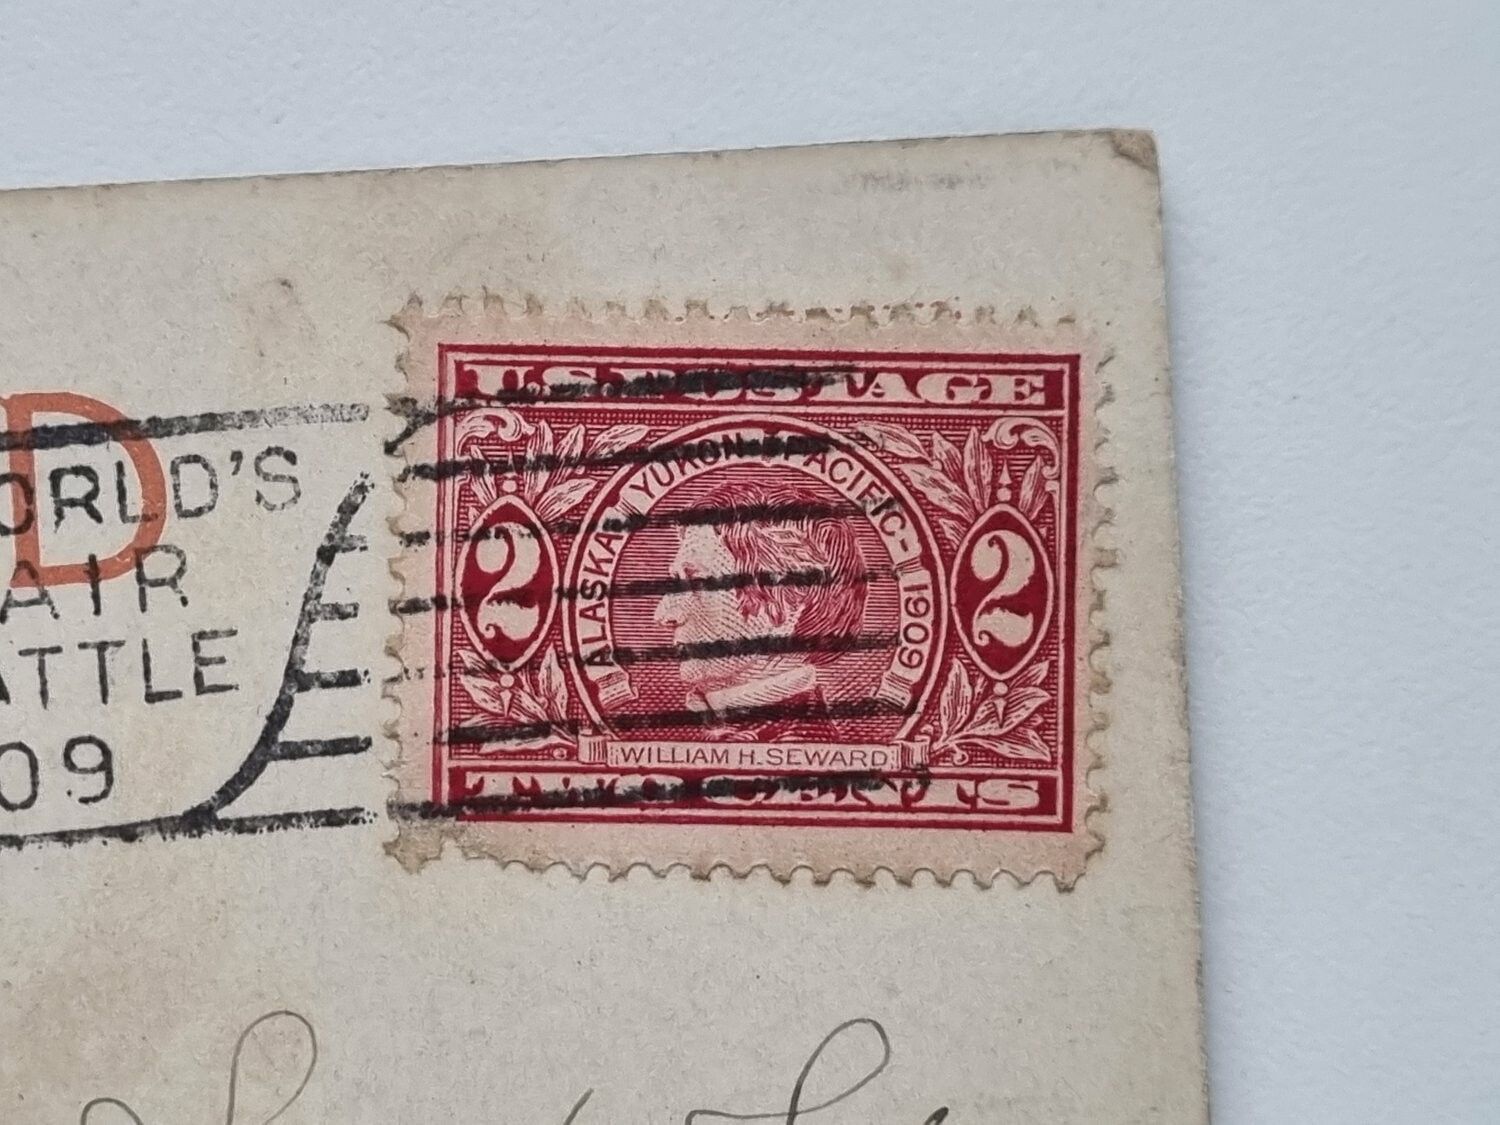 D
ORLD'S
AIR
ATTLE
09
U.S. POSTAGE
ALASKA-YUKON-PACIFIC-1909
2 2
WILLIAM H. SEWARD
TWO CENTS